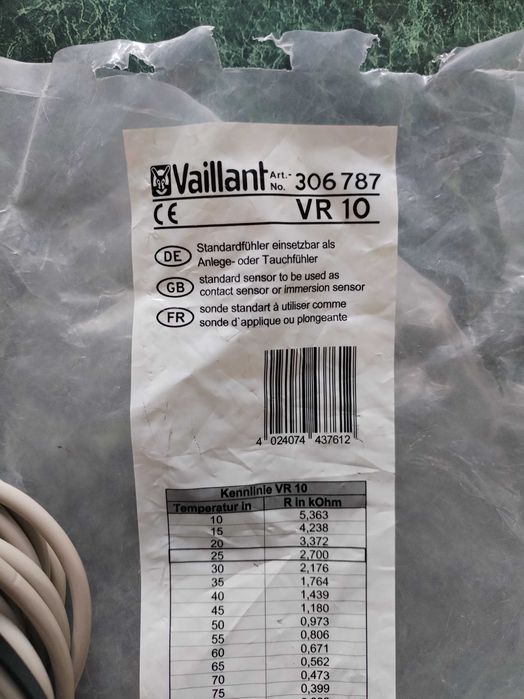 Vaillant Art.-No. 306 787
CE VR 10
DE Standardfühler einsetzbar als
Anlege- oder Tauchfühler
GB standard sensor to be used as
contact sensor or immersion sensor
FR sonde standart à utiliser comme
sonde d`applique ou plongeante
4 024074 437612
Kennlinie VR 10
Temperatur in R in kOhm
10 5,363
15 4,238
20 3,372
25 2,700
30 2,176
35 1,764
40 1,439
45 1,180
50 0,973
55 0,806
60 0,671
65 0,562
70 0,473
75 0,399